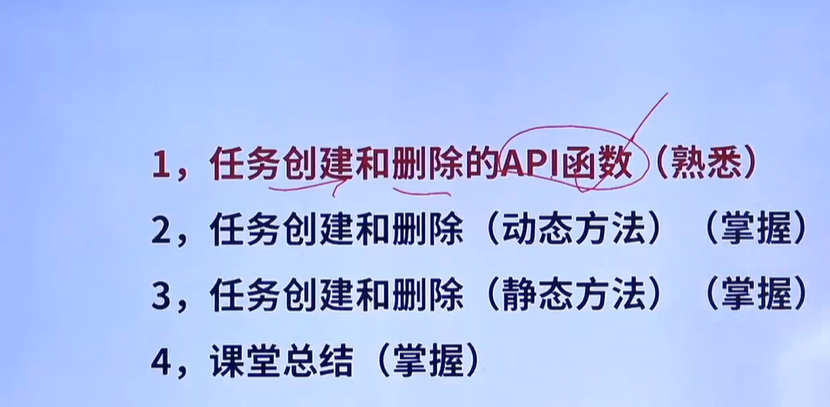 1，任务创建和删除的API函数（熟悉）
2，任务创建和删除（动态方法）（掌握）
3，任务创建和删除（静态方法）（掌握）
4，课堂总结（掌握）